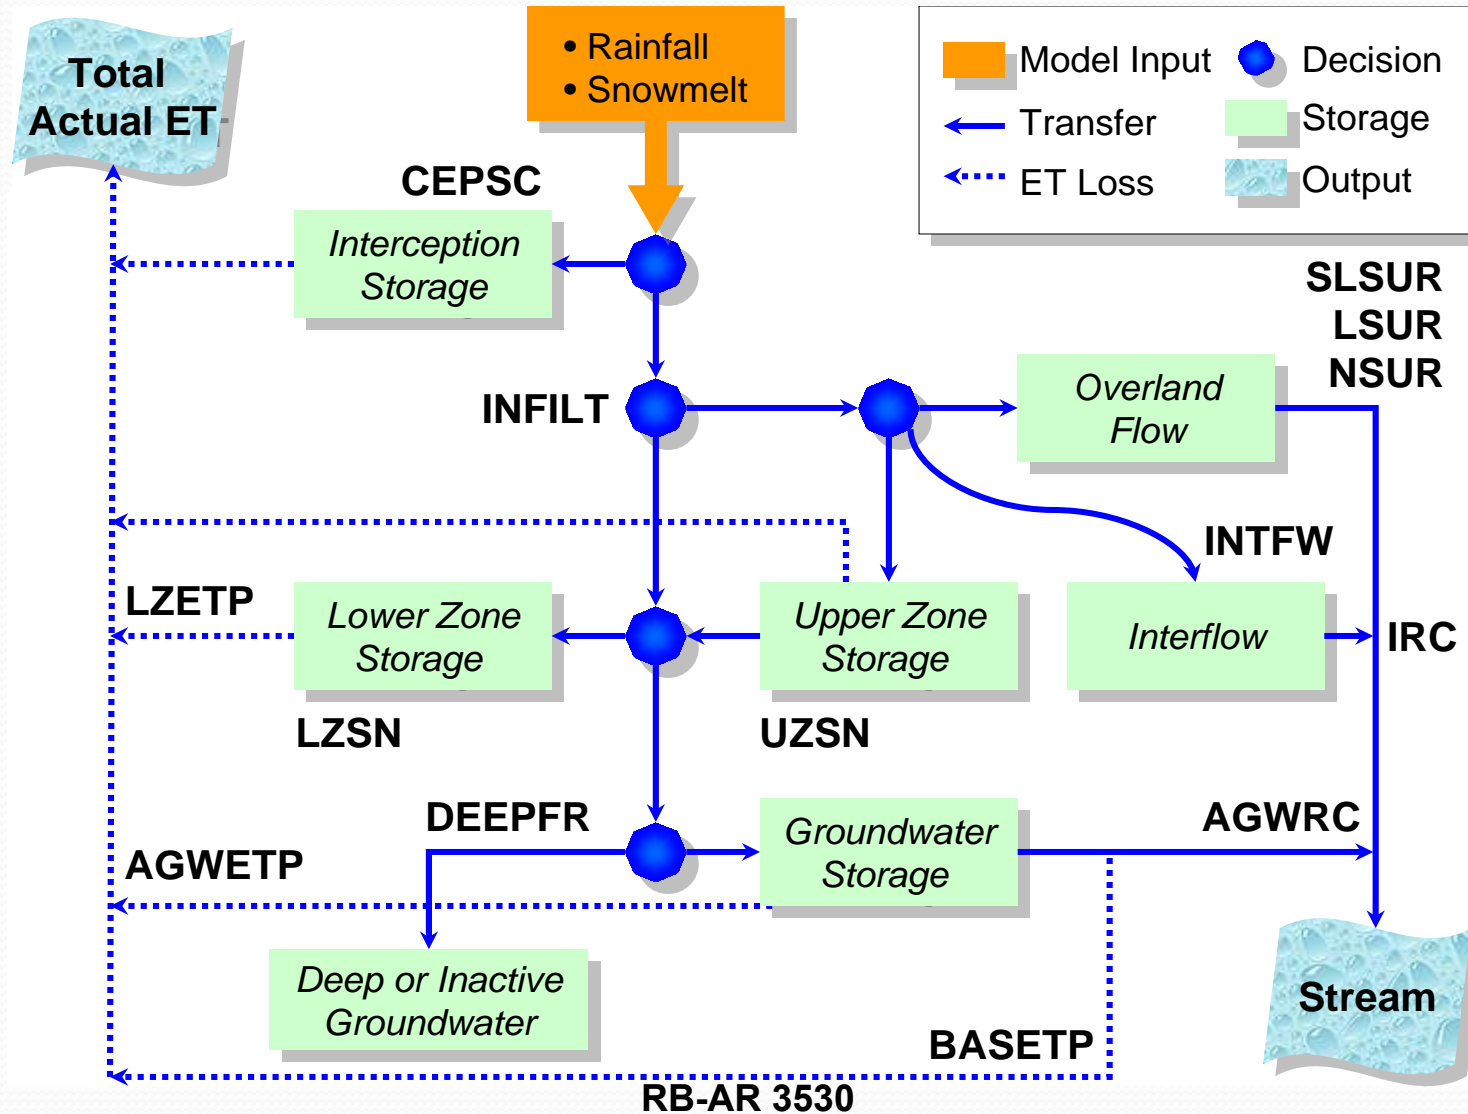 Total
Actual ET
• Rainfall
• Snowmelt
Model Input
Decision
Transfer
Storage
ET Loss
Output
CEPSC
Interception
Storage
SLSUR
LSUR
NSUR
INFILT
Overland
Flow
INTFW
LZETP
Lower Zone
Storage
Upper Zone
Storage
Interflow
IRC
LZSN
UZSN
DEEPFR
Groundwater
Storage
AGWRC
AGWETP
Deep or Inactive
Groundwater
Stream
BASETP
RB-AR 3530